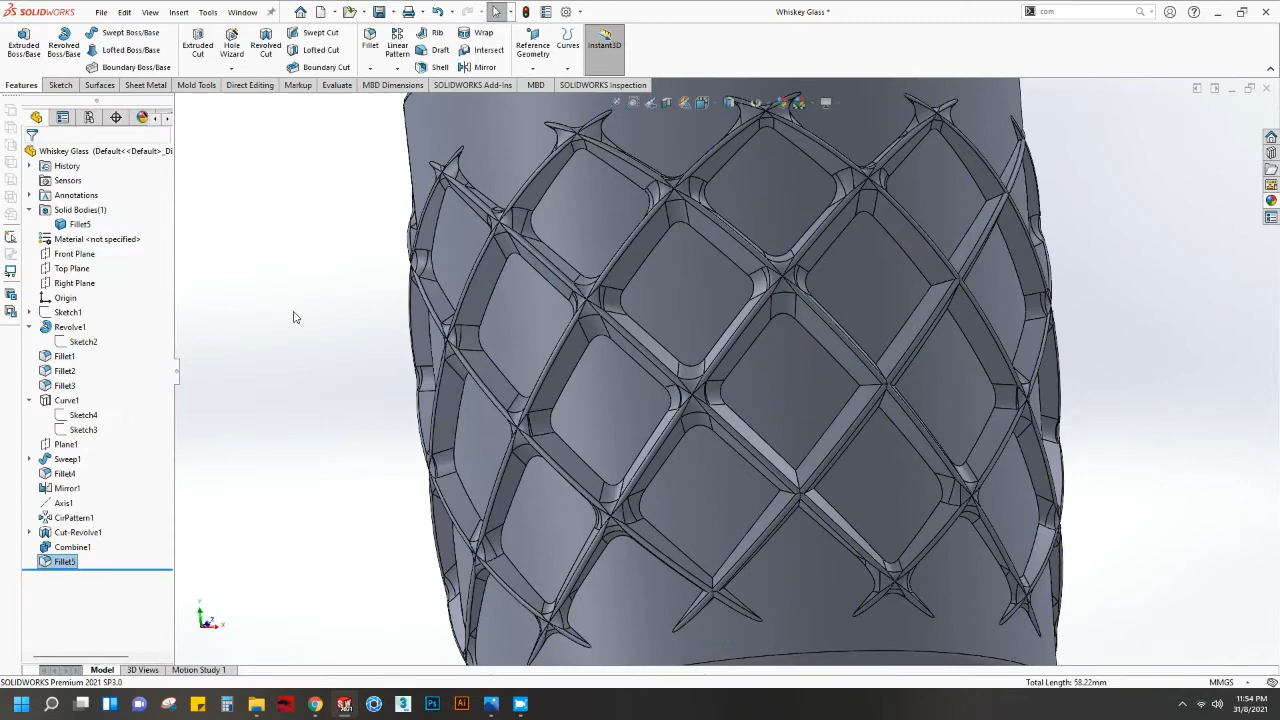 SOLIDWORKS File Edit View Insert Tools Window Whiskey Glass * com
Extruded Boss/Base Revolved Boss/Base Swept Boss/Base Lofted Boss/Base Boundary Boss/Base Extruded Cut Hole Wizard Revolved Cut Swept Cut Lofted Cut Boundary Cut Fillet Linear Pattern Rib Draft Shell Wrap Intersect Mirror Reference Geometry Curves Instant3D
Features Sketch Surfaces Sheet Metal Mold Tools Direct Editing Markup Evaluate MBD Dimensions SOLIDWORKS Add-Ins MBD SOLIDWORKS Inspection
Whiskey Glass (Default<<Default>_Di
History
Sensors
Annotations
Solid Bodies(1)
Fillet5
Material <not specified>
Front Plane
Top Plane
Right Plane
Origin
Sketch1
Revolve1
Sketch2
Fillet1
Fillet2
Fillet3
Curve1
Sketch4
Sketch3
Plane1
Sweep1
Fillet4
Mirror1
Axis1
CirPattern1
Cut-Revolve1
Combine1
Fillet5
Y
Z
X
Model 3D Views Motion Study 1
SOLIDWORKS Premium 2021 SP3.0 Total Length: 58.22mm MMGS
11:54 PM
31/8/2021